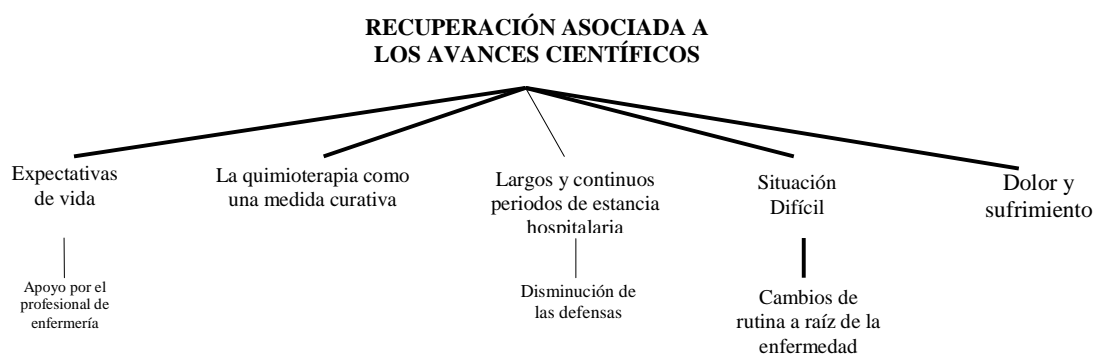 RECUPERACIÓN ASOCIADA A
LOS AVANCES CIENTÍFICOS
Expectativas
de vida
La quimioterapia como
una medida curativa
Largos y continuos
periodos de estancia
hospitalaria
Situación
Difícil
Dolor y
sufrimiento
Apoyo por el
profesional de
enfermería
Disminución de
las defensas
Cambios de
rutina a raíz de la
enfermedad